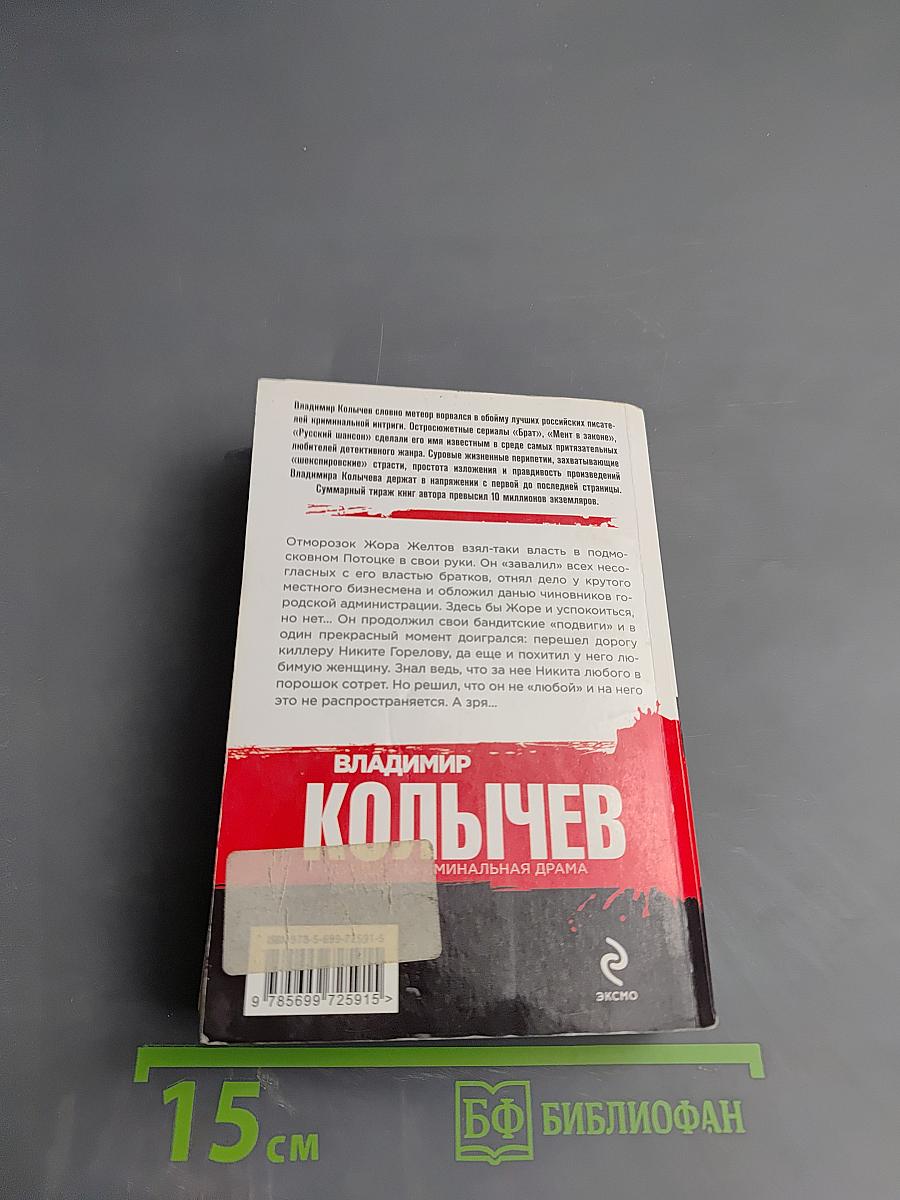 Владимир Колычев словно метеор ворвался в обойму лучших российских писате-
лей криминальной интриги. Остросюжетные сериалы «Брат», «Мент в законе»,
«Русский шансон» сделали его имя известным в среде самых притязательных
любителей детективного жанра. Суровые жизненные перипетии, захватывающие
«шекспировские» страсти, простота изложения и правдивость произведений
Владимира Колычева держат в напряжении с первой до последней страницы.
Суммарный тираж книг автора превысил 10 миллионов экземляров.
Отморозок Жора Желтов взял-таки власть в подмо-
сковном Потоцке в свои руки. Он «завалил» всех несо-
гласных с его властью братков, отнял дело у крутого
местного бизнесмена и обложил данью чиновников го-
родской администрации. Здесь бы Жоре и успокоиться,
но нет... Он продолжил свои бандитские «подвиги» и в
один прекрасный момент доигрался: перешел дорогу
киллеру Никите Горелову, да еще и похитил у него лю-
бимую женщину. Знал ведь, что за нее Никита любого в
порошок сотрет. Но решил, что он не «любой» и на него
это не распространяется. А зря...
ВЛАДИМИР
КОЛЫЧЕВ
МИНАЛЬНАЯ ДРАМА
ISBN 978-5-699-72591-5
9 785699 725915 >
ЭКСМО
15 см
БФ БИБЛИОФАН